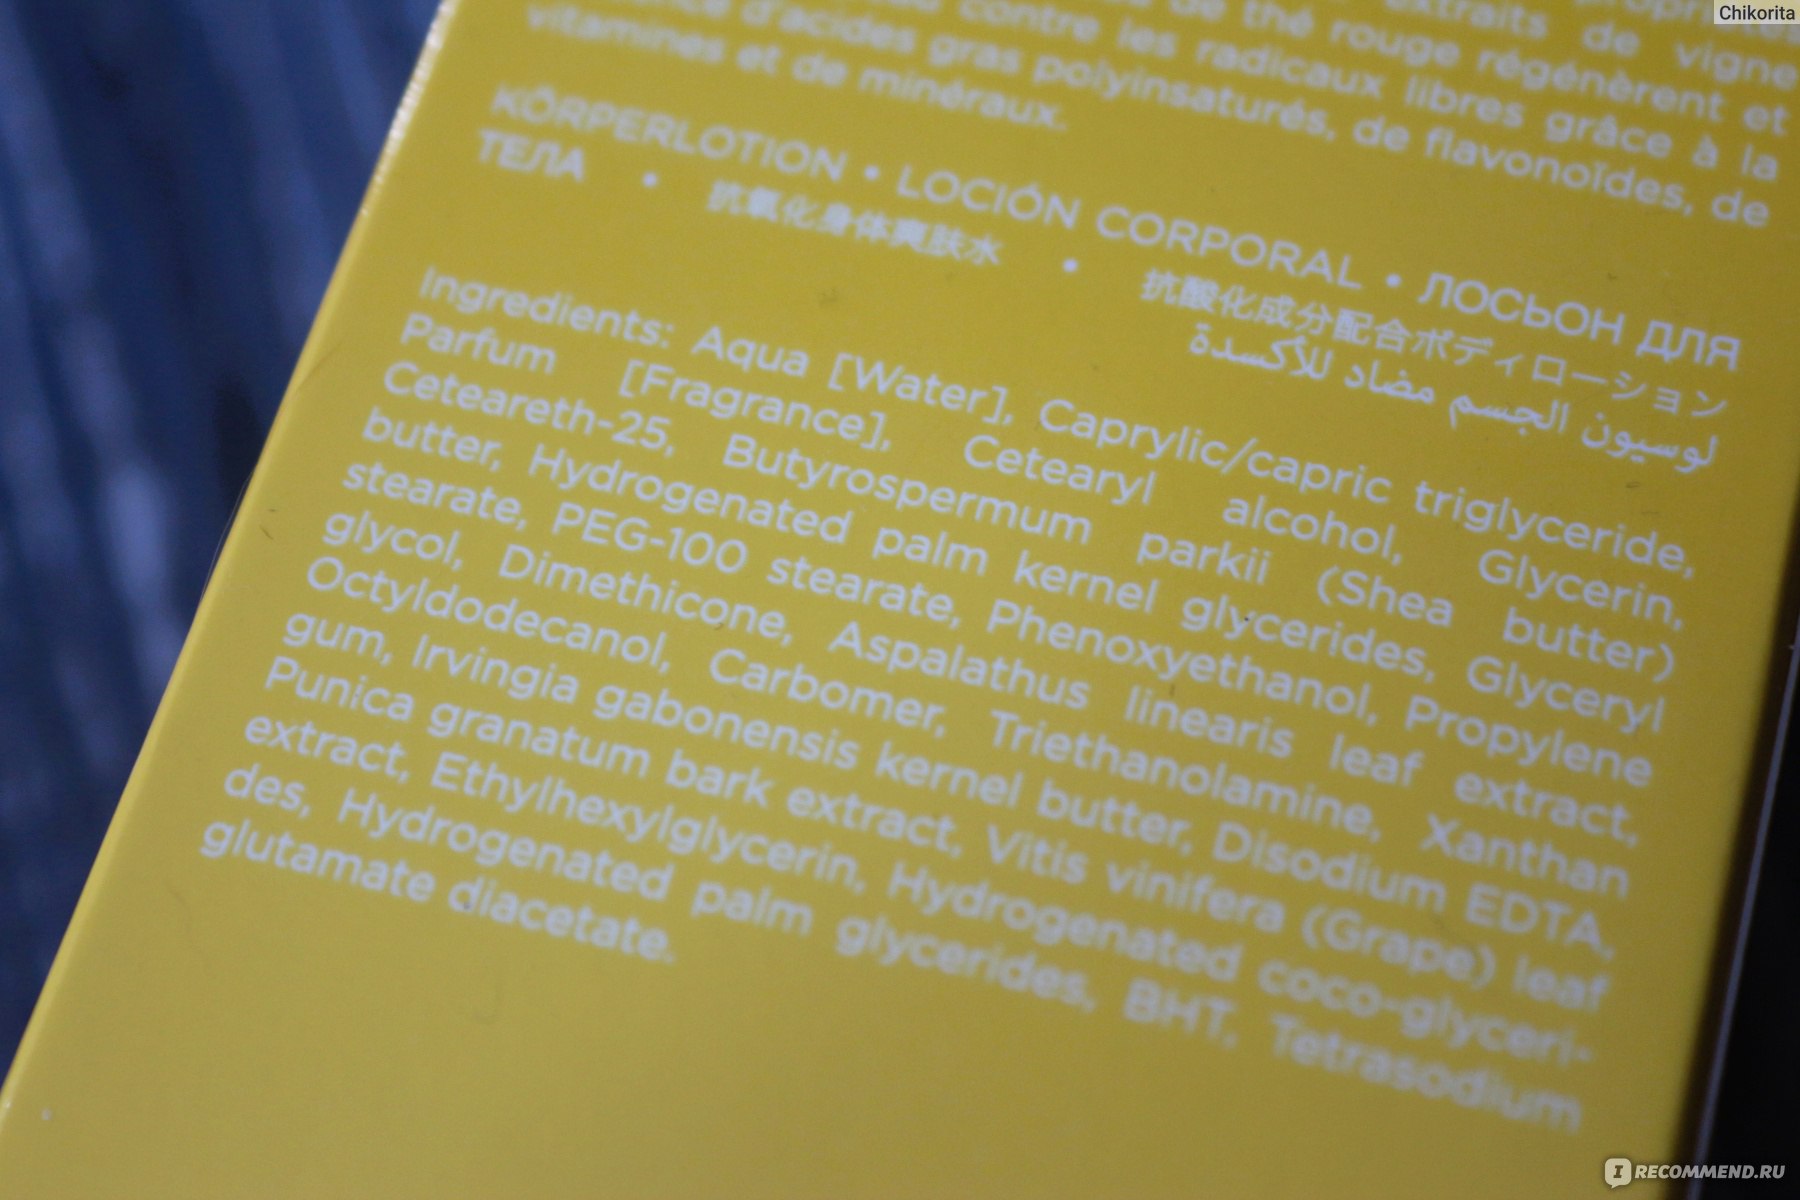 Chikorita
extraits de vigne
de thé rouge régénèrent et
contre les radicaux libres grâce à la
d'acides gras polyinsaturés, de flavonoïdes, de
vitamines et de minéraux.
KÖRPERLOTION • LOCIÓN CORPORAL • ЛОСЬОН ДЛЯ
ТЕЛА • 抗氧化身体爽肤水 • 抗酸化成分配合ボディローション
لوسيون الجسم مضاد للأكسدة
Ingredients: Aqua [Water], Caprylic/capric triglyceride,
Parfum [Fragrance], Cetearyl alcohol, Glycerin,
Ceteareth-25, Butyrospermum parkii (Shea butter)
butter, Hydrogenated palm kernel glycerides, Glyceryl
stearate, PEG-100 stearate, Phenoxyethanol, Propylene
glycol, Dimethicone, Aspalathus linearis leaf extract,
Octyldodecanol, Carbomer, Triethanolamine, Xanthan
gum, Irvingia gabonensis kernel butter, Disodium EDTA,
Punica granatum bark extract, Vitis vinifera (Grape) leaf
extract, Ethylhexylglycerin, Hydrogenated coco-glyceri-
des, Hydrogenated palm glycerides, BHT, Tetrasodium
glutamate diacetate.
IRECOMMEND.RU